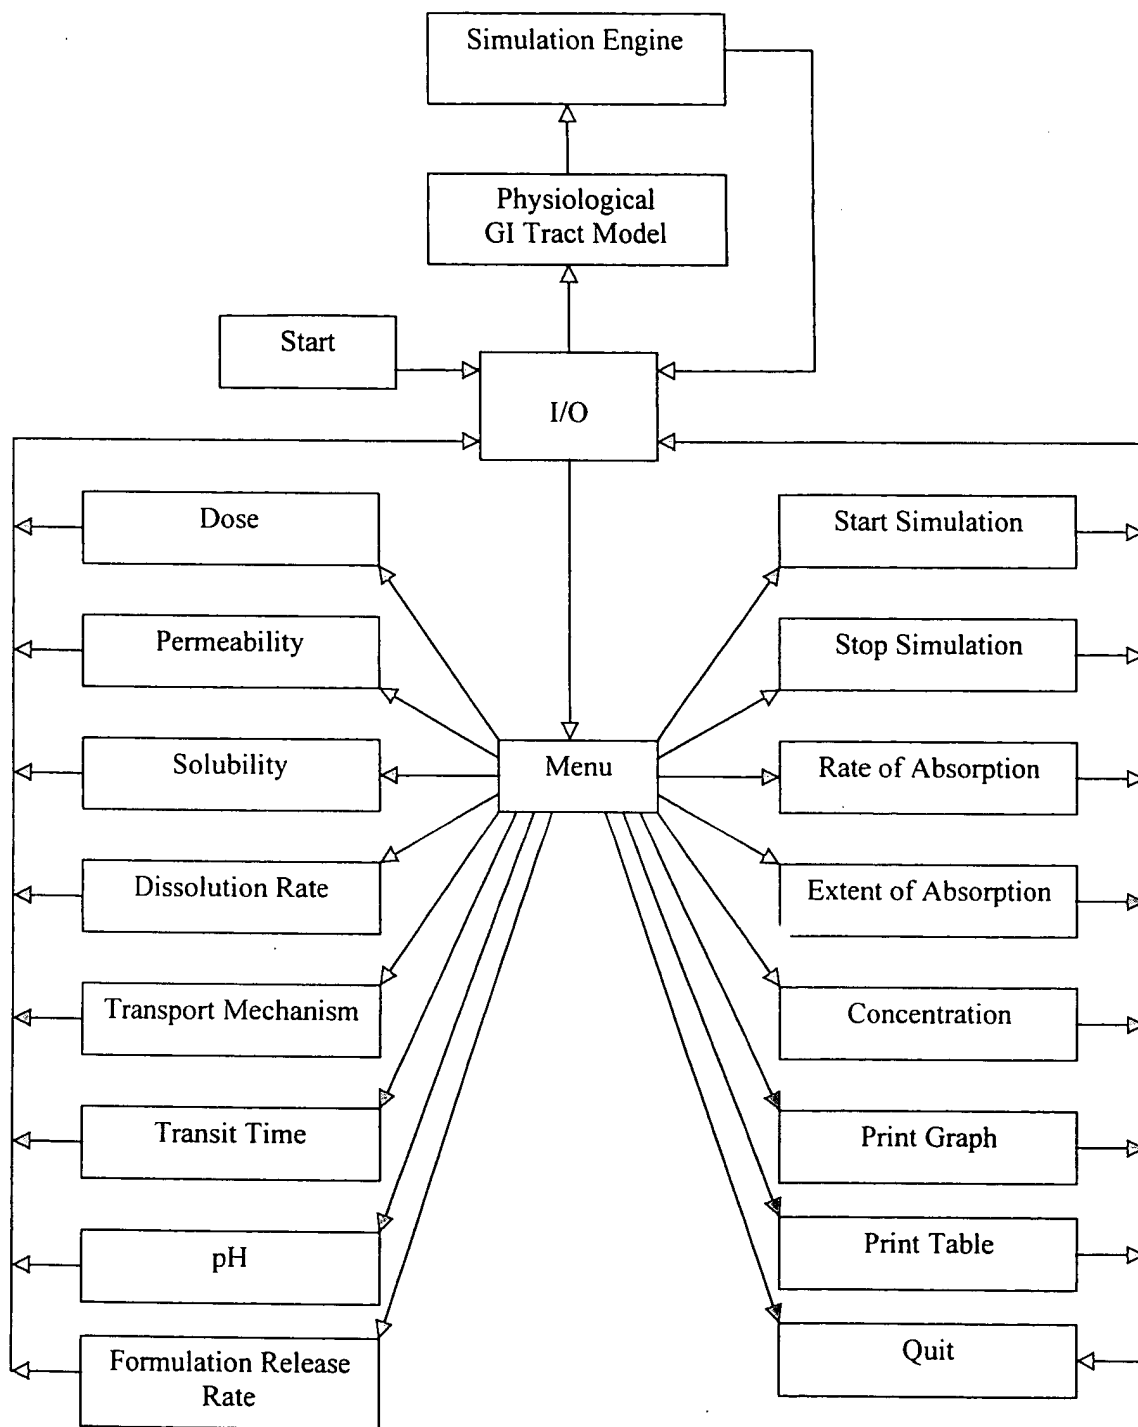 Simulation Engine
Physiological
GI Tract Model
Start
I/O
Dose
Permeability
Solubility
Dissolution Rate
Transport Mechanism
Transit Time
pH
Formulation Release
Rate
Menu
Start Simulation
Stop Simulation
Rate of Absorption
Extent of Absorption
Concentration
Print Graph
Print Table
Quit